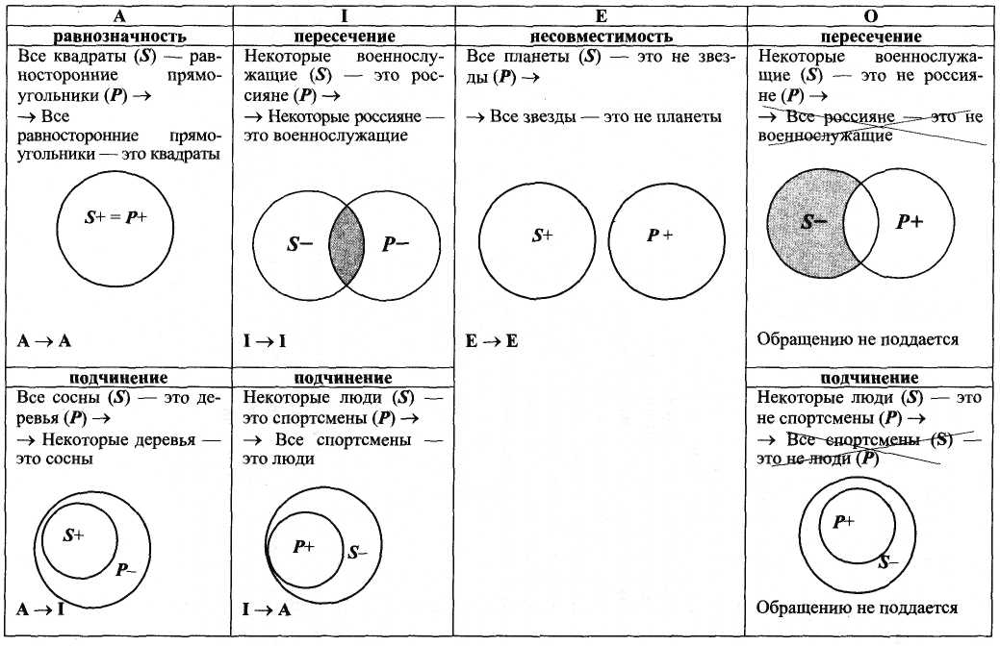 A
равнозначность
Все квадраты (S) — рав-
носторонние прямо-
угольники (P) →
→ Все
равносторонние прямо-
угольники — это квадраты
S+ = P+
A → A
подчинение
Все сосны (S) — это де-
ревья (P) →
→ Некоторые деревья —
это сосны
S+
P–
A → I
I
пересечение
Некоторые военнослу-
жащие (S) — это рос-
сияне (P) →
→ Некоторые россияне —
это военнослужащие
S–
P–
I → I
подчинение
Некоторые люди (S) —
это спортсмены (P) →
→ Все спортсмены —
это люди
P+
S–
I → A
E
несовместимость
Все планеты (S) — это не звез-
ды (P) →
→ Все звезды — это не планеты
S+
P +
E → E
O
пересечение
Некоторые военнослужа-
щие (S) — это не россия-
не (P) →
→ Все россияне — это не
военнослужащие
S–
P+
Обращению не поддается
подчинение
Некоторые люди (S) — это
не спортсмены (P) →
→ Все спортсмены (S) —
это не люди (P)
P+
S–
Обращению не поддается